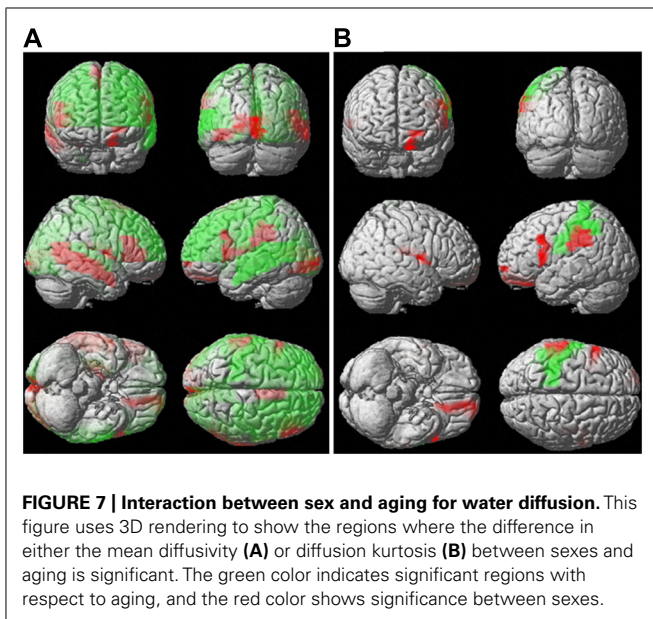 A B
FIGURE 7 | Interaction between sex and aging for water diffusion. This
figure uses 3D rendering to show the regions where the difference in
either the mean diffusivity (A) or diffusion kurtosis (B) between sexes and
aging is significant. The green color indicates significant regions with
respect to aging, and the red color shows significance between sexes.